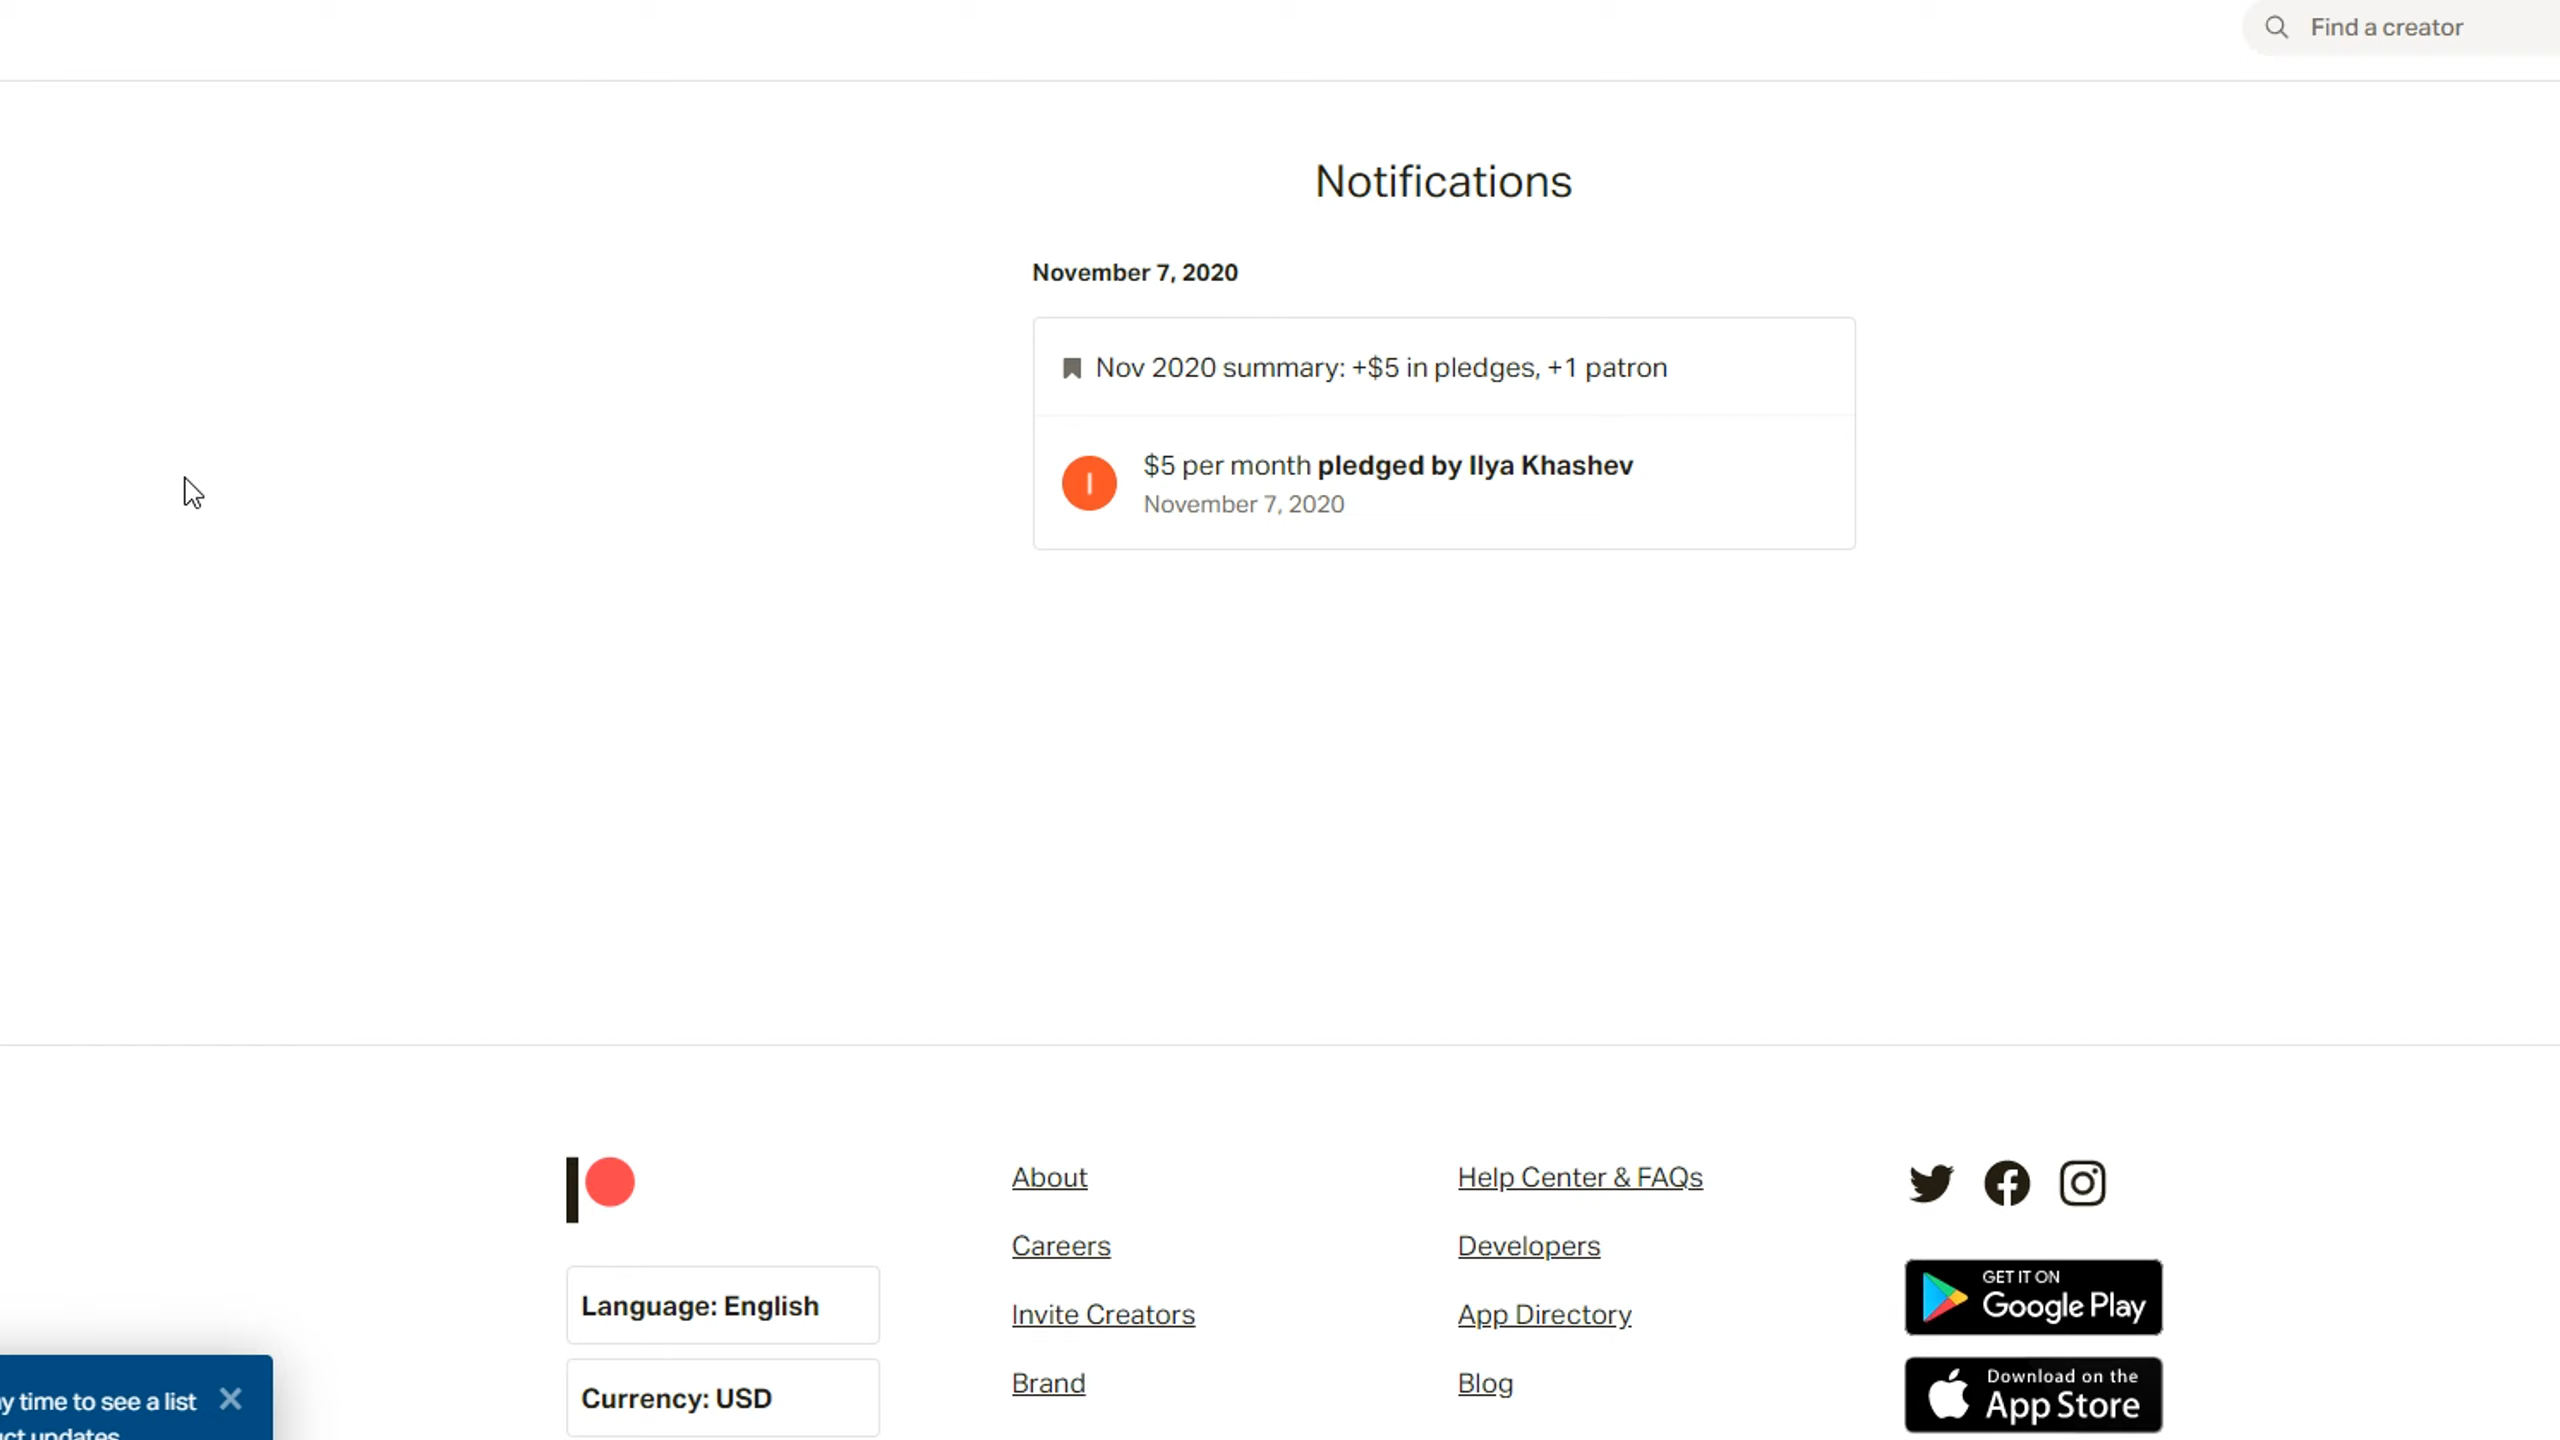 Find a creator
Notifications
November 7, 2020
Nov 2020 summary: +$5 in pledges, +1 patron
I
$5 per month pledged by Ilya Khashev
November 7, 2020
About
Help Center & FAQs
Careers
Developers
Language: English
Invite Creators
App Directory
GET IT ON
Google Play
Currency: USD
Brand
Blog
Download on the
App Store
y time to see a list
ct updates